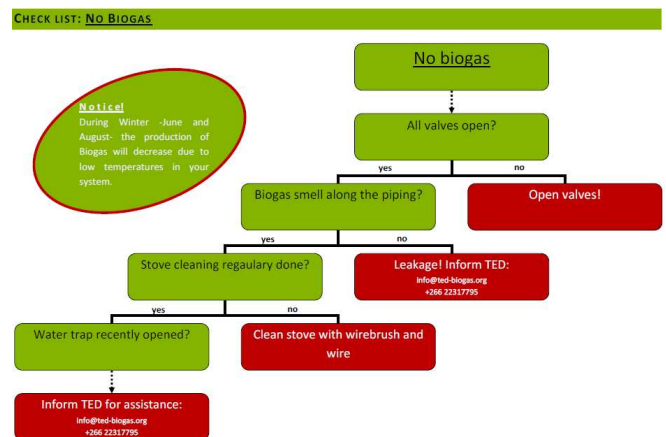 CHECK LIST: NO BIOGAS
No biogas
Notice!
During Winter -June and
August- the production of
Biogas will decrease due to
low temperatures in your
system.
All valves open?
yes
no
Biogas smell along the piping?
Open valves!
yes
no
Stove cleaning regaulary done?
Leakage! Inform TED:
info@ted-biogas.org
+266 22317795
yes
no
Water trap recently opened?
Clean stove with wirebrush and
wire
Inform TED for assistance:
info@ted-biogas.org
+266 22317795